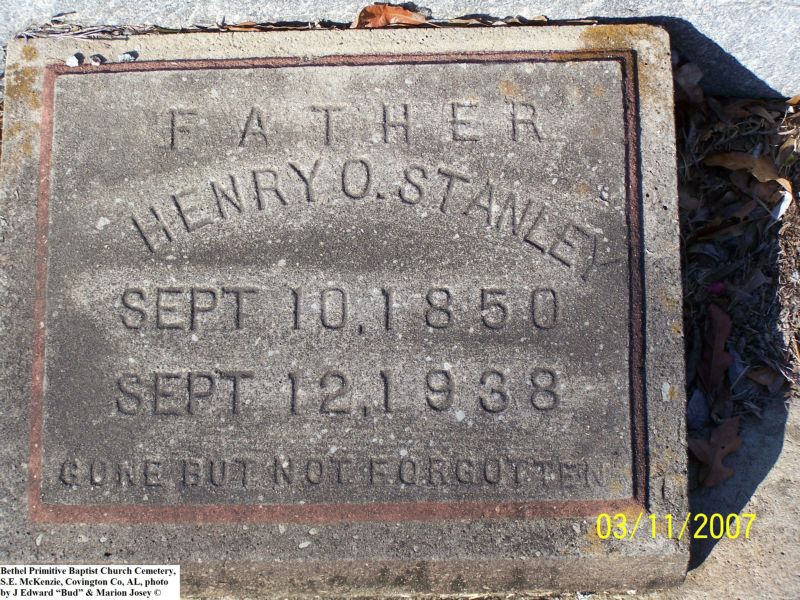 FATHER
HENRY O. STANLEY
SEPT 10, 1850
SEPT 12, 1938
GONE BUT NOT FORGOTTEN
03/11/2007
Bethel Primitive Baptist Church Cemetery,
S.E. McKenzie, Covington Co, AL, photo
by J Edward “Bud” & Marion Josey ©